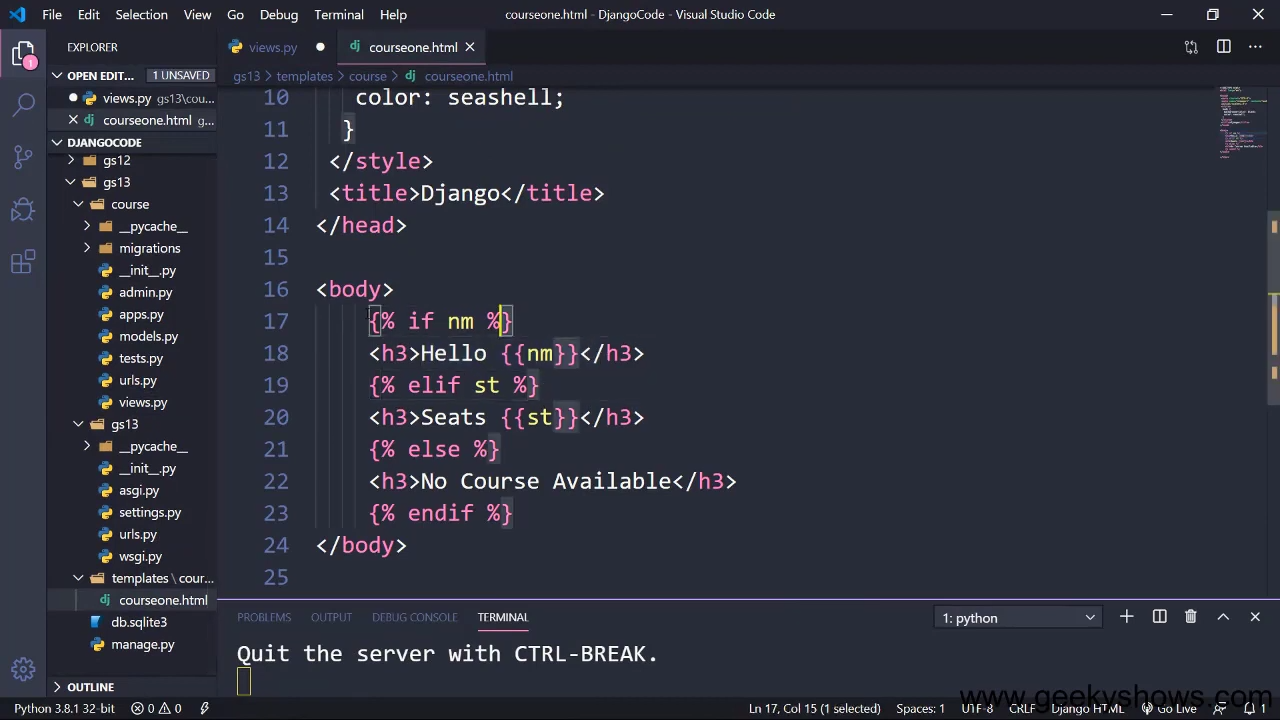 File Edit Selection View Go Debug Terminal Help courseone.html - DjangoCode - Visual Studio Code
EXPLORER
1
OPEN EDIT... 1 UNSAVED
views.py gs13\cou...
courseone.html g...
DJANGOCODE
gs12
gs13
course
__pycache__
migrations
__init__.py
admin.py
apps.py
models.py
tests.py
urls.py
views.py
gs13
__pycache__
__init__.py
asgi.py
settings.py
urls.py
wsgi.py
templates \ cour...
courseone.html
db.sqlite3
manage.py
OUTLINE
views.py courseone.html
gs13 > templates > course > courseone.html
10 color: seashell;
11 }
12 </style>
13 <title>Django</title>
14 </head>
15
16 <body>
17 {% if nm %}
18 <h3>Hello {{nm}}</h3>
19 {% elif st %}
20 <h3>Seats {{st}}</h3>
21 {% else %}
22 <h3>No Course Available</h3>
23 {% endif %}
24 </body>
25
PROBLEMS OUTPUT DEBUG CONSOLE TERMINAL 1: python
Quit the server with CTRL-BREAK.
www.geekyshows.com
Python 3.8.1 32-bit 0 0 Ln 17, Col 15 (1 selected) Spaces: 1 UTF-8 CRLF Django HTML Go Live 1